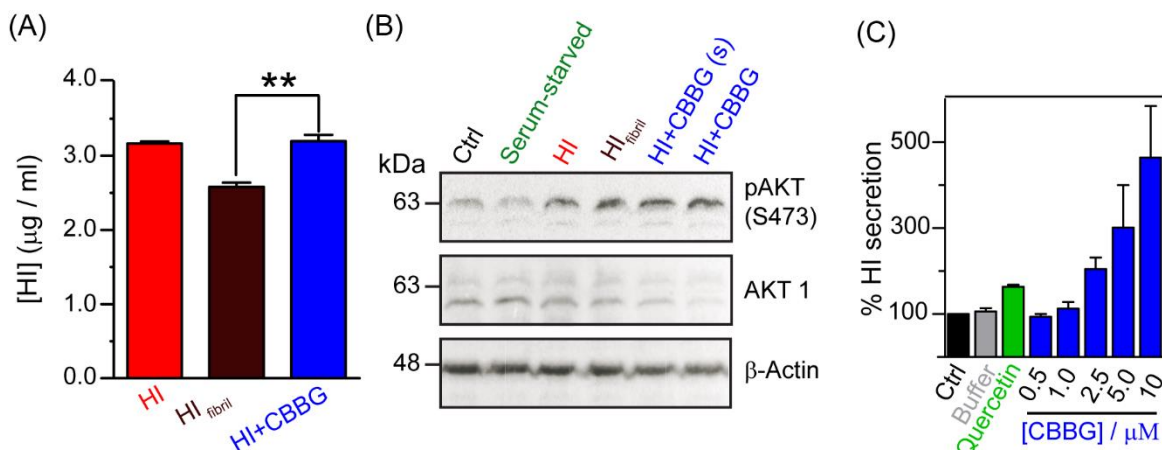 (A)
[HI] (μg / ml)
4.0
3.0
2.0
1.0
0.0
**
HI
HI fibril
HI+CBBG
(B)
Ctrl
Serum-starved
HI
HI fibril
HI+CBBG (s)
HI+CBBG
kDa
63
pAKT
(S473)
63
AKT 1
48
β-Actin
(C)
% HI secretion
500
300
100
Ctrl
Buffer
Quercetin
0.5
1.0
2.5
5.0
10
[CBBG] / μM